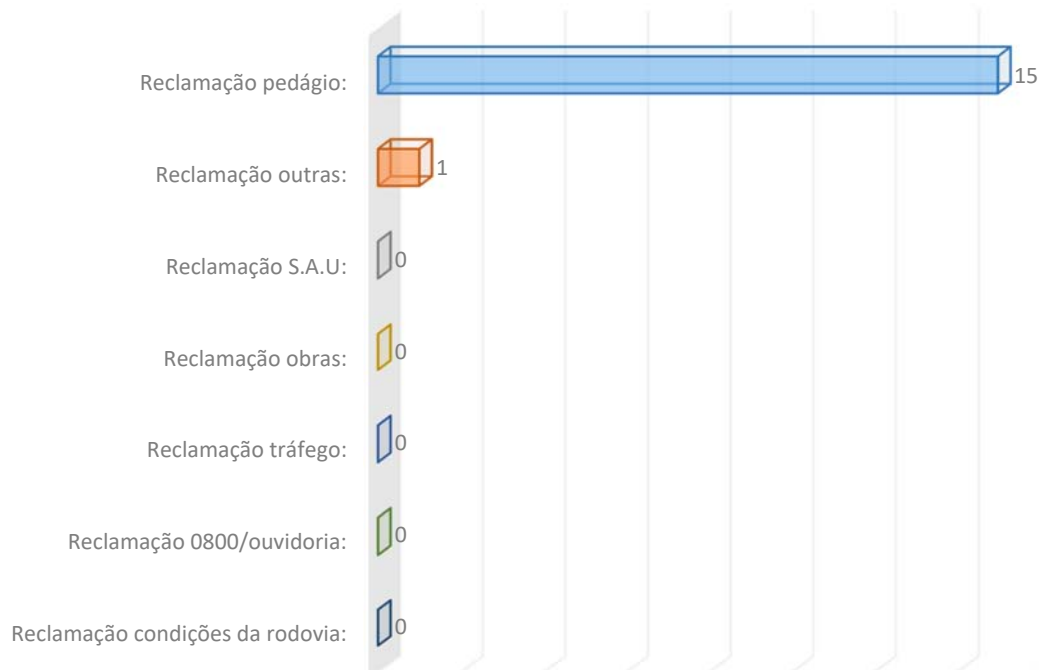 Reclamação pedágio: 15
Reclamação outras: 1
Reclamação S.A.U: 0
Reclamação obras: 0
Reclamação tráfego: 0
Reclamação 0800/ouvidoria: 0
Reclamação condições da rodovia: 0